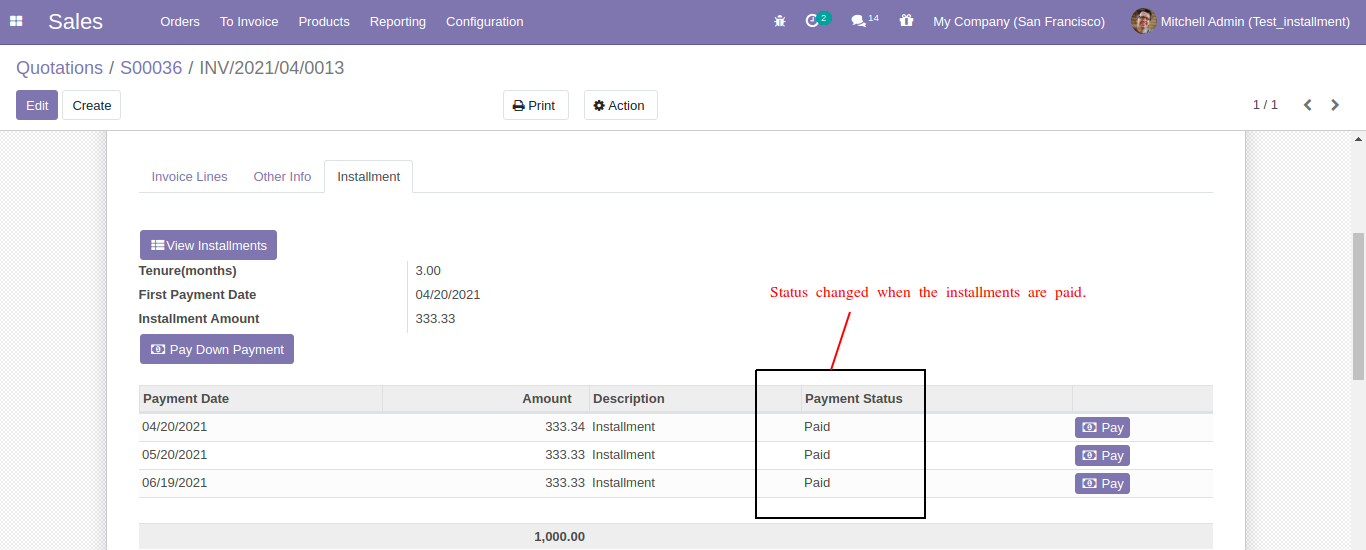 Sales Orders To Invoice Products Reporting Configuration 2 14 My Company (San Francisco) Mitchell Admin (Test_installment)
Quotations / S00036 / INV/2021/04/0013
Edit Create Print Action 1 / 1
Invoice Lines Other Info Installment
View Installments
Tenure(months) 3.00
First Payment Date 04/20/2021
Status changed when the installments are paid.
Installment Amount 333.33
Pay Down Payment
Payment Date Amount Description Payment Status
04/20/2021 333.34 Installment Paid Pay
05/20/2021 333.33 Installment Paid Pay
06/19/2021 333.33 Installment Paid Pay
1,000.00